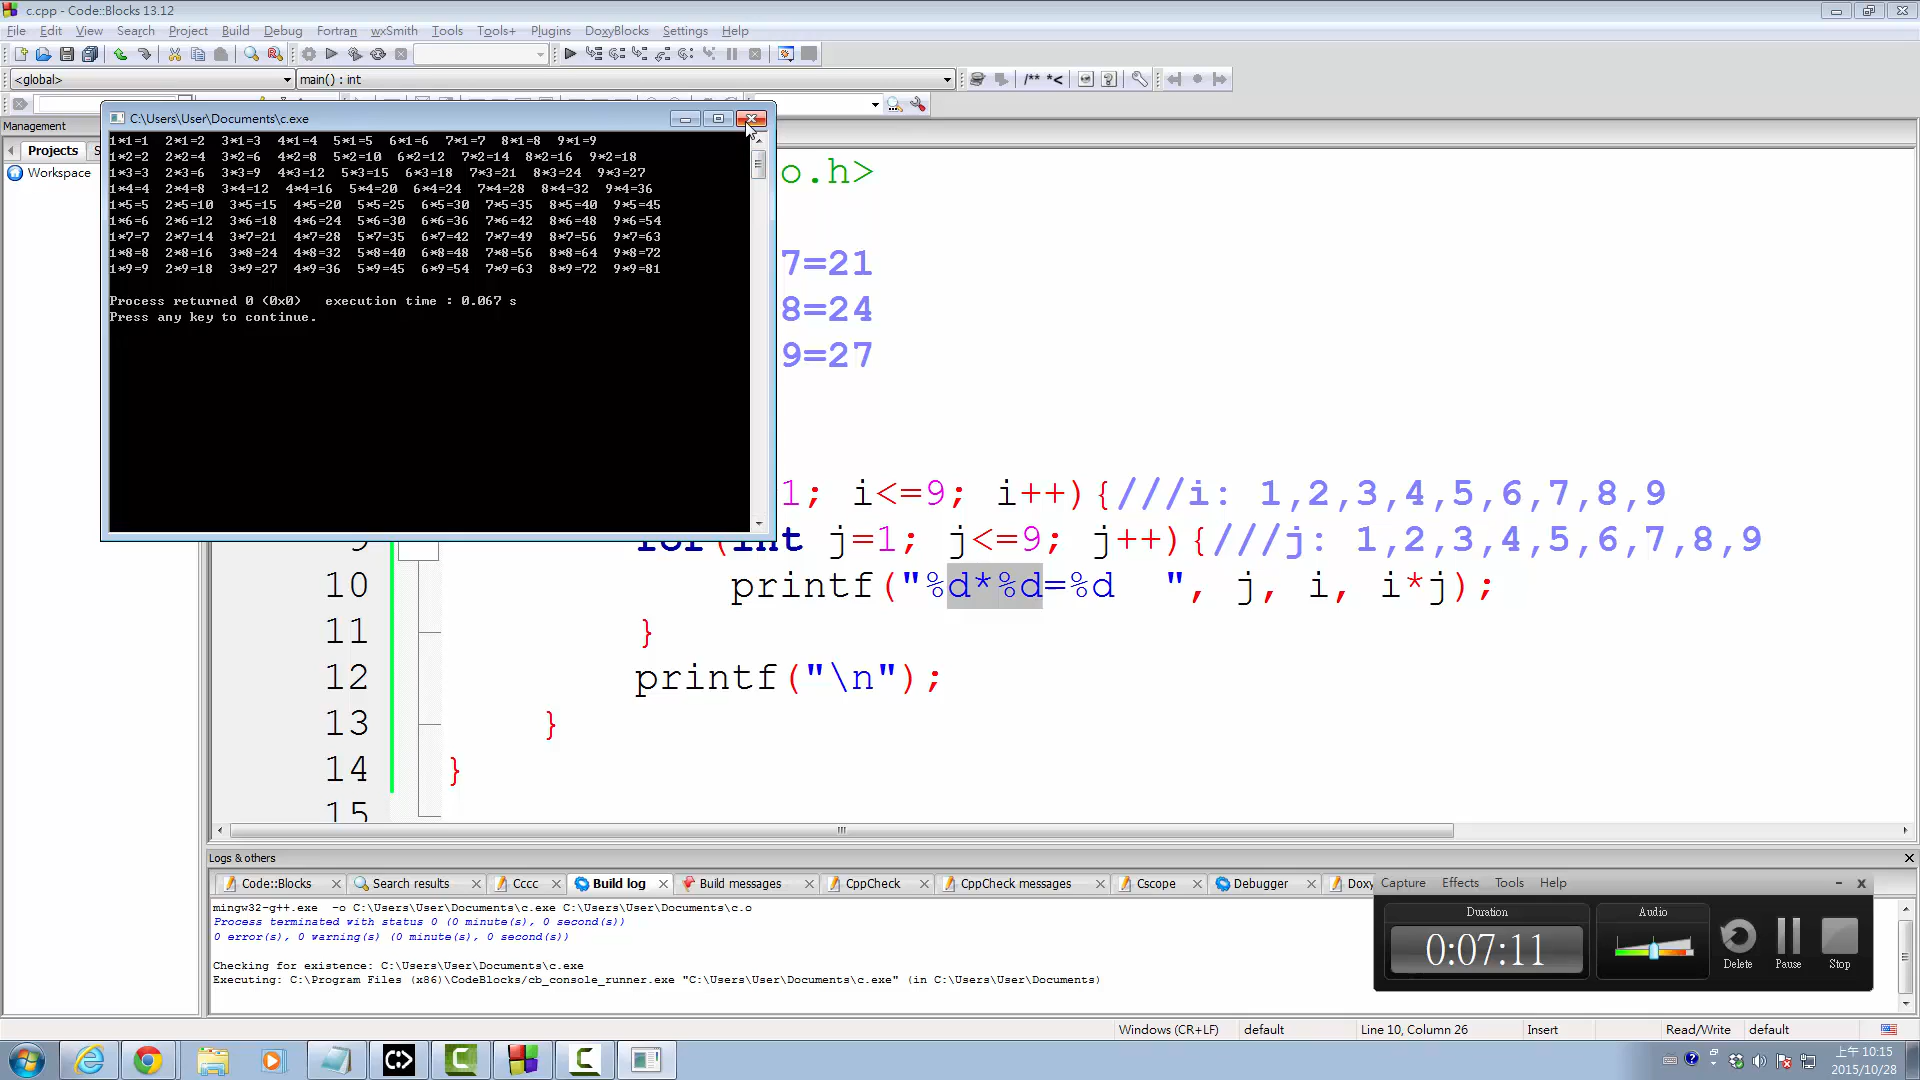 c.cpp - Code::Blocks 13.12
File Edit View Search Project Build Debug Fortran wxSmith Tools Tools+ Plugins DoxyBlocks Settings Help
<global> main() : int /** *<
Management
Projects S
Workspace
C:\Users\User\Documents\c.exe
1*1=1  2*1=2  3*1=3  4*1=4  5*1=5  6*1=6  7*1=7  8*1=8  9*1=9
1*2=2  2*2=4  3*2=6  4*2=8  5*2=10  6*2=12  7*2=14  8*2=16  9*2=18
1*3=3  2*3=6  3*3=9  4*3=12  5*3=15  6*3=18  7*3=21  8*3=24  9*3=27
1*4=4  2*4=8  3*4=12  4*4=16  5*4=20  6*4=24  7*4=28  8*4=32  9*4=36
1*5=5  2*5=10  3*5=15  4*5=20  5*5=25  6*5=30  7*5=35  8*5=40  9*5=45
1*6=6  2*6=12  3*6=18  4*6=24  5*6=30  6*6=36  7*6=42  8*6=48  9*6=54
1*7=7  2*7=14  3*7=21  4*7=28  5*7=35  6*7=42  7*7=49  8*7=56  9*7=63
1*8=8  2*8=16  3*8=24  4*8=32  5*8=40  6*8=48  7*8=56  8*8=64  9*8=72
1*9=9  2*9=18  3*9=27  4*9=36  5*9=45  6*9=54  7*9=63  8*9=72  9*9=81
Process returned 0 (0x0)   execution time : 0.067 s
Press any key to continue.
o.h>
7=21
8=24
9=27
1; i<=9; i++){///i: 1,2,3,4,5,6,7,8,9
9 for(int j=1; j<=9; j++){///j: 1,2,3,4,5,6,7,8,9
10 printf("%d*%d=%d  ", j, i, i*j);
11 }
12 printf("\n");
13 }
14 }
15
Logs & others
Code::Blocks Search results Cccc Build log Build messages CppCheck CppCheck messages Cscope Debugger Doxy
mingw32-g++.exe  -o C:\Users\User\Documents\c.exe C:\Users\User\Documents\c.o
Process terminated with status 0 (0 minute(s), 0 second(s))
0 error(s), 0 warning(s) (0 minute(s), 0 second(s))
Checking for existence: C:\Users\User\Documents\c.exe
Executing: C:\Program Files (x86)\CodeBlocks/cb_console_runner.exe "C:\Users\User\Documents\c.exe" (in C:\Users\User\Documents)
Capture Effects Tools Help
Duration Audio
0:07:11
Delete Pause Stop
Windows (CR+LF) default Line 10, Column 26 Insert Read/Write default
上午 10:15
2015/10/28